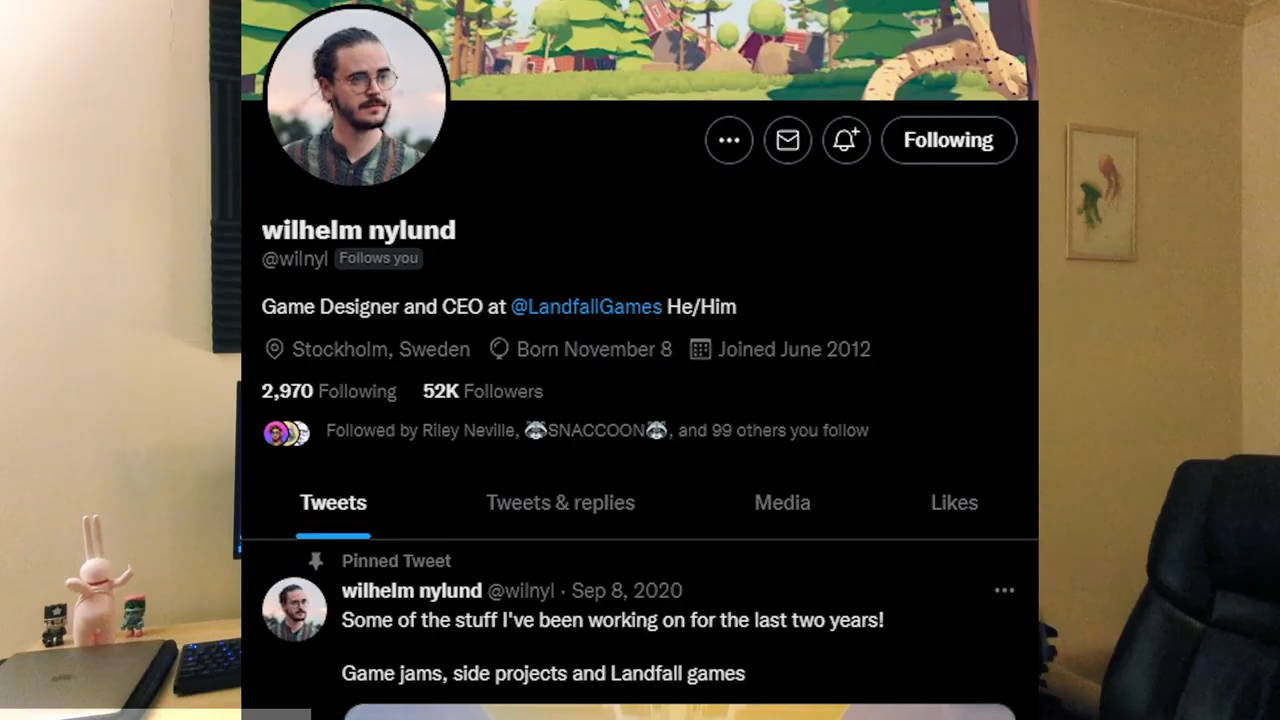 Following
wilhelm nylund
@wilnyl Follows you
Game Designer and CEO at @LandfallGames He/Him
Stockholm, Sweden Born November 8 Joined June 2012
2,970 Following 52K Followers
Followed by Riley Neville, 🦝SNACCOON🦝, and 99 others you follow
Tweets Tweets & replies Media Likes
Pinned Tweet
wilhelm nylund @wilnyl · Sep 8, 2020
Some of the stuff I've been working on for the last two years!
Game jams, side projects and Landfall games